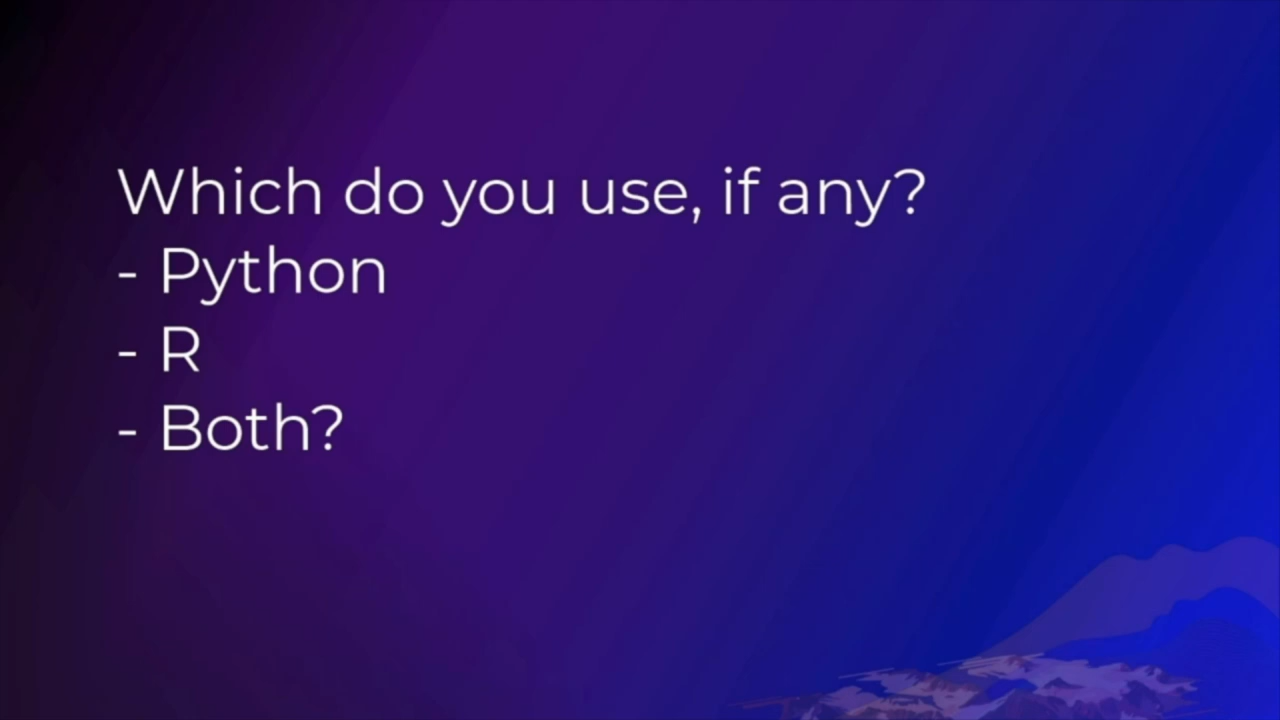 Which do you use, if any?
- Python
- R
- Both?